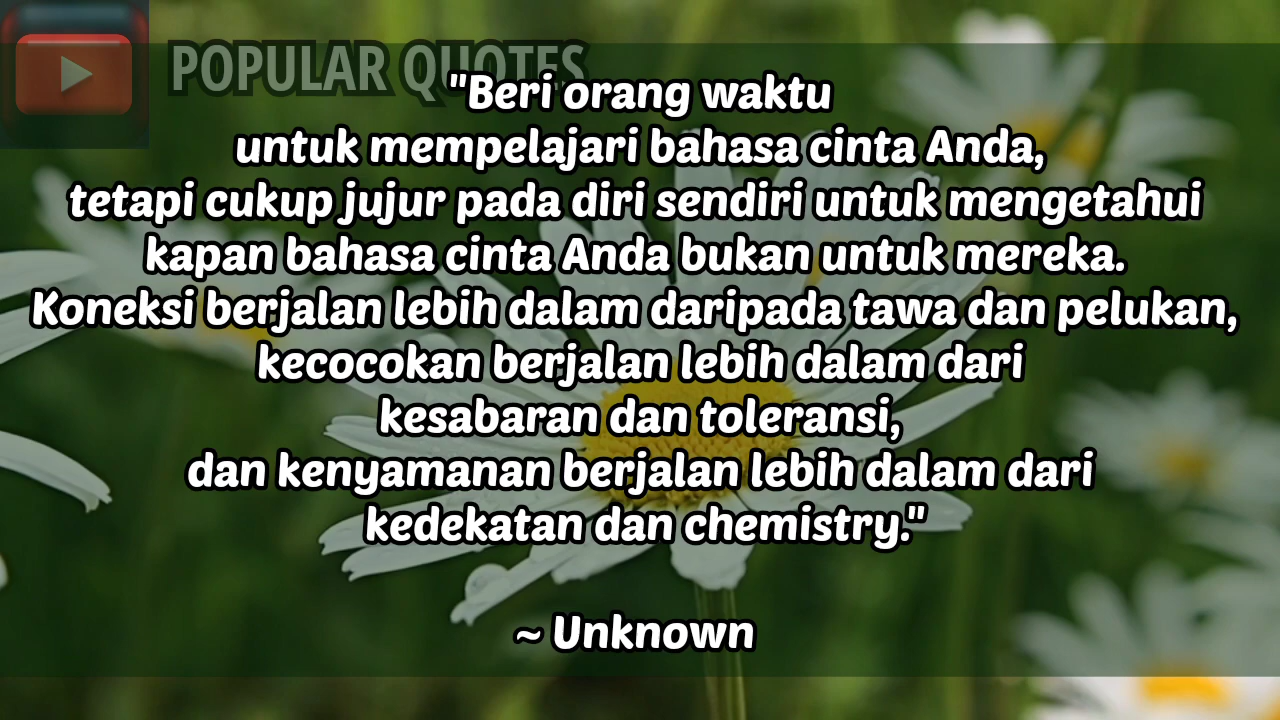 POPULAR QUOTES
"Beri orang waktu
untuk mempelajari bahasa cinta Anda,
tetapi cukup jujur pada diri sendiri untuk mengetahui
kapan bahasa cinta Anda bukan untuk mereka.
Koneksi berjalan lebih dalam daripada tawa dan pelukan,
kecocokan berjalan lebih dalam dari
kesabaran dan toleransi,
dan kenyamanan berjalan lebih dalam dari
kedekatan dan chemistry."
~ Unknown